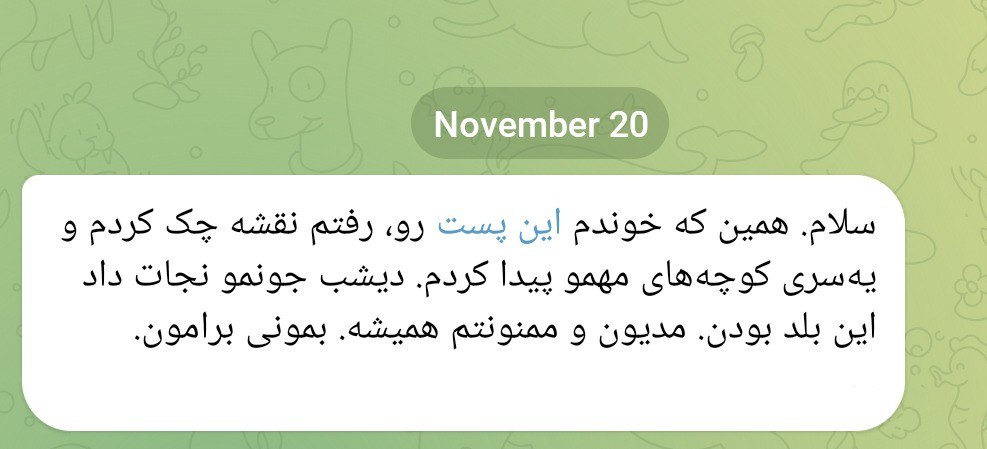 November 20
سلام. همین که خوندم این پست رو، رفتم نقشه چک کردم و
یه‌سری کوچه‌های مهمو پیدا کردم. دیشب جونمو نجات داد
این بلد بودن. مدیون و ممنونتم همیشه. بمونی برامون.